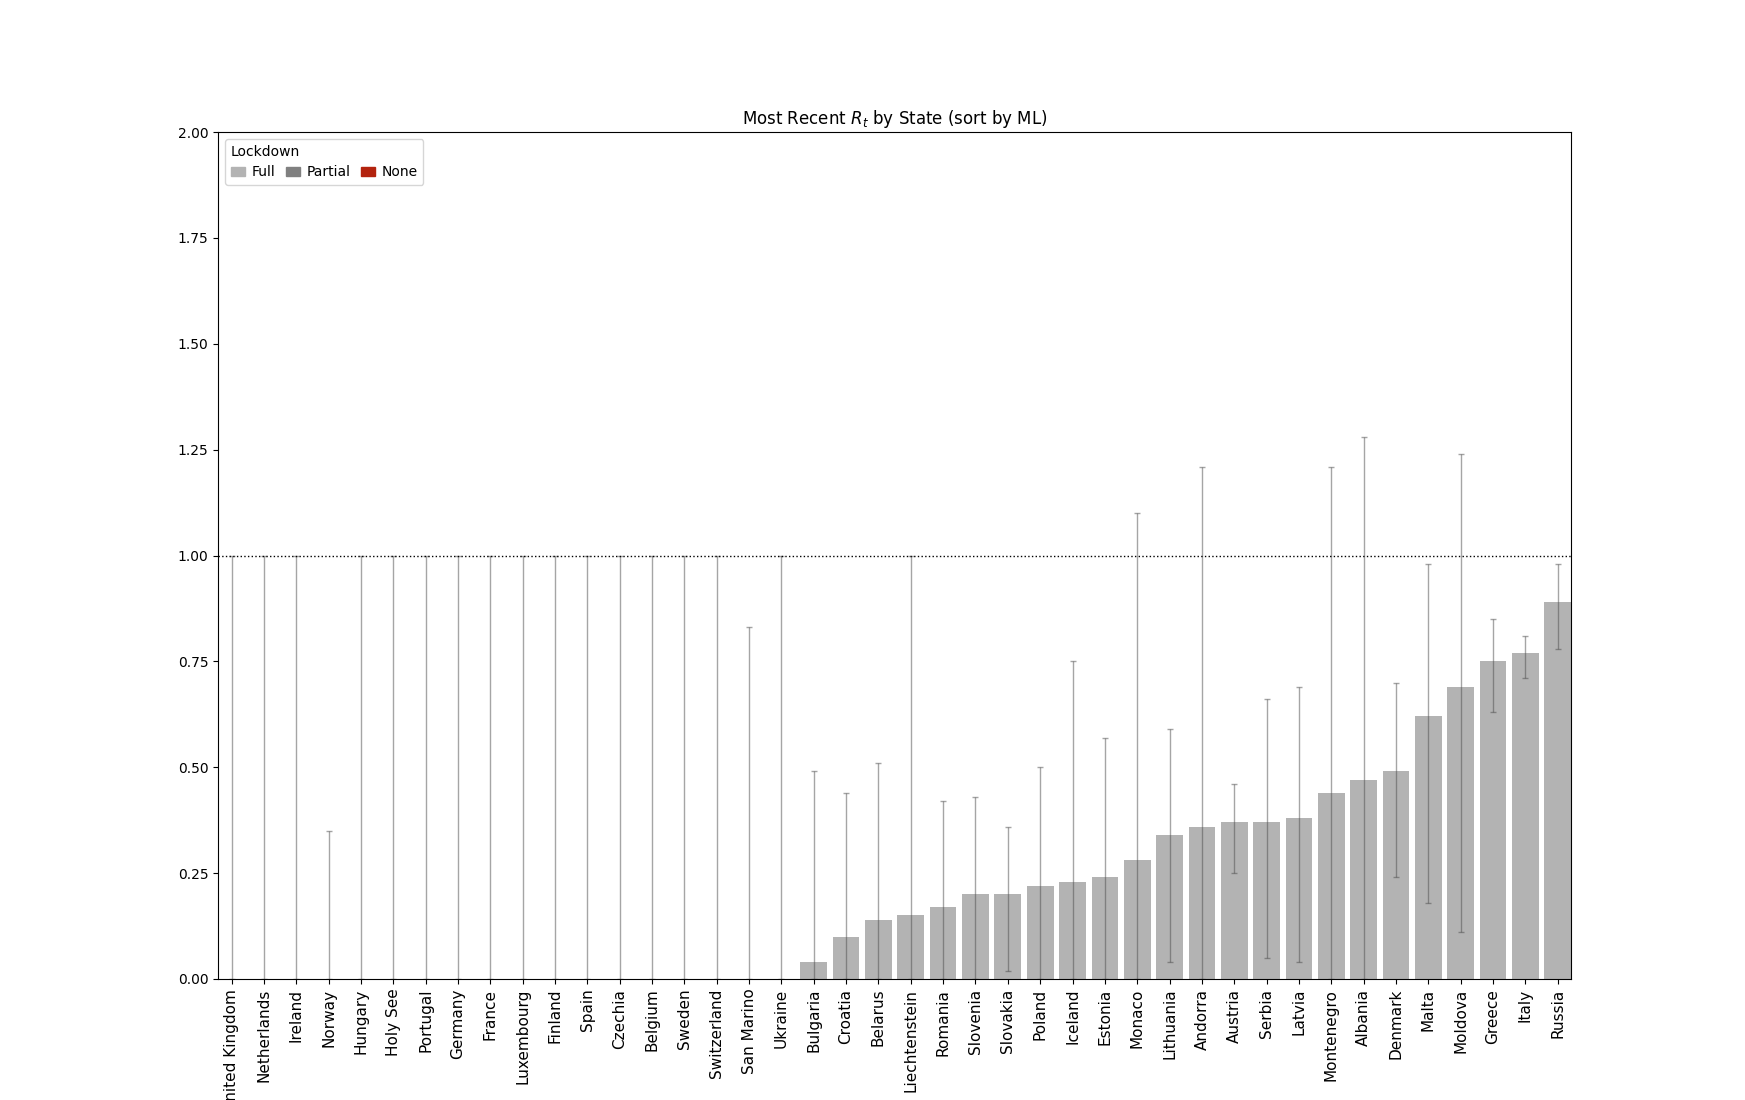 Most Recent Rt by State (sort by ML)
Lockdown
Full Partial None
2.00
1.75
1.50
1.25
1.00
0.75
0.50
0.25
0.00
nited Kingdom
Netherlands
Ireland
Norway
Hungary
Holy See
Portugal
Germany
France
Luxembourg
Finland
Spain
Czechia
Belgium
Sweden
Switzerland
San Marino
Ukraine
Bulgaria
Croatia
Belarus
Liechtenstein
Romania
Slovenia
Slovakia
Poland
Iceland
Estonia
Monaco
Lithuania
Andorra
Austria
Serbia
Latvia
Montenegro
Albania
Denmark
Malta
Moldova
Greece
Italy
Russia